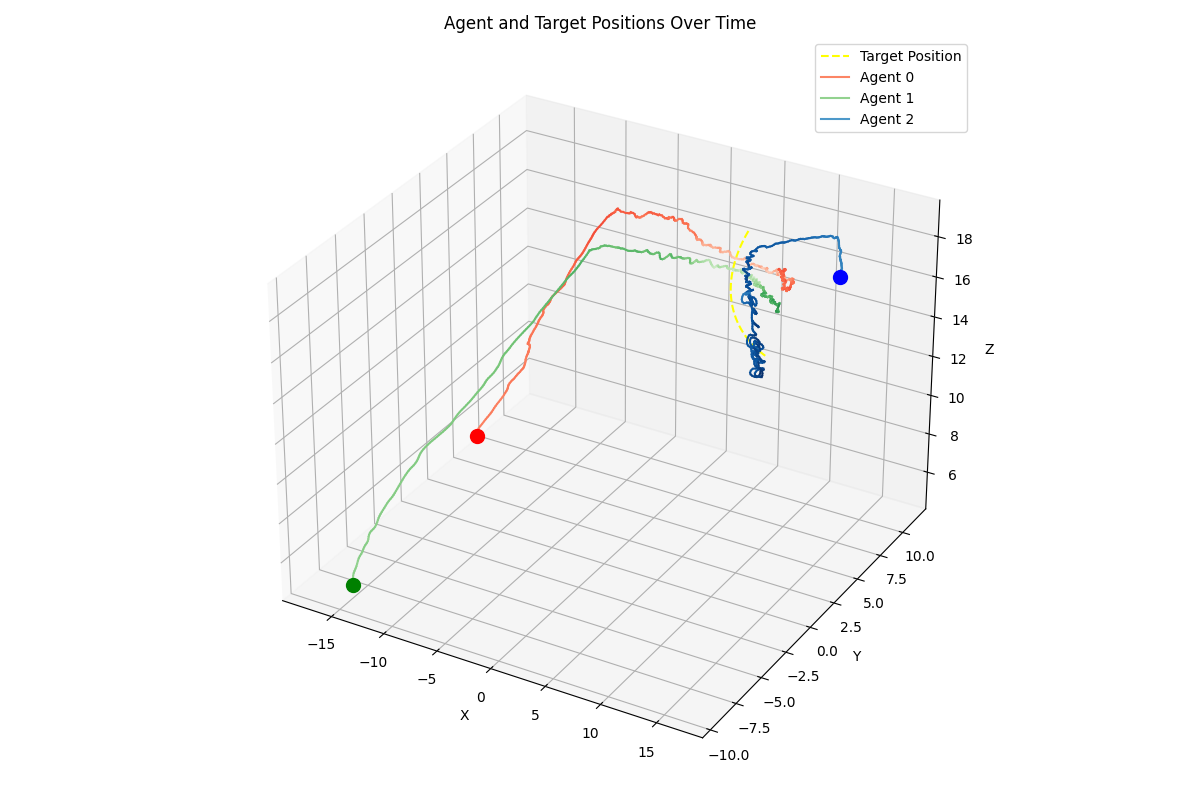 Agent and Target Positions Over Time
Target Position
Agent 0
Agent 1
Agent 2
18
16
14
12
10
8
6
Z
10.0
7.5
5.0
2.5
0.0
−2.5
−5.0
−7.5
−10.0
Y
−15
−10
−5
0
5
10
15
X